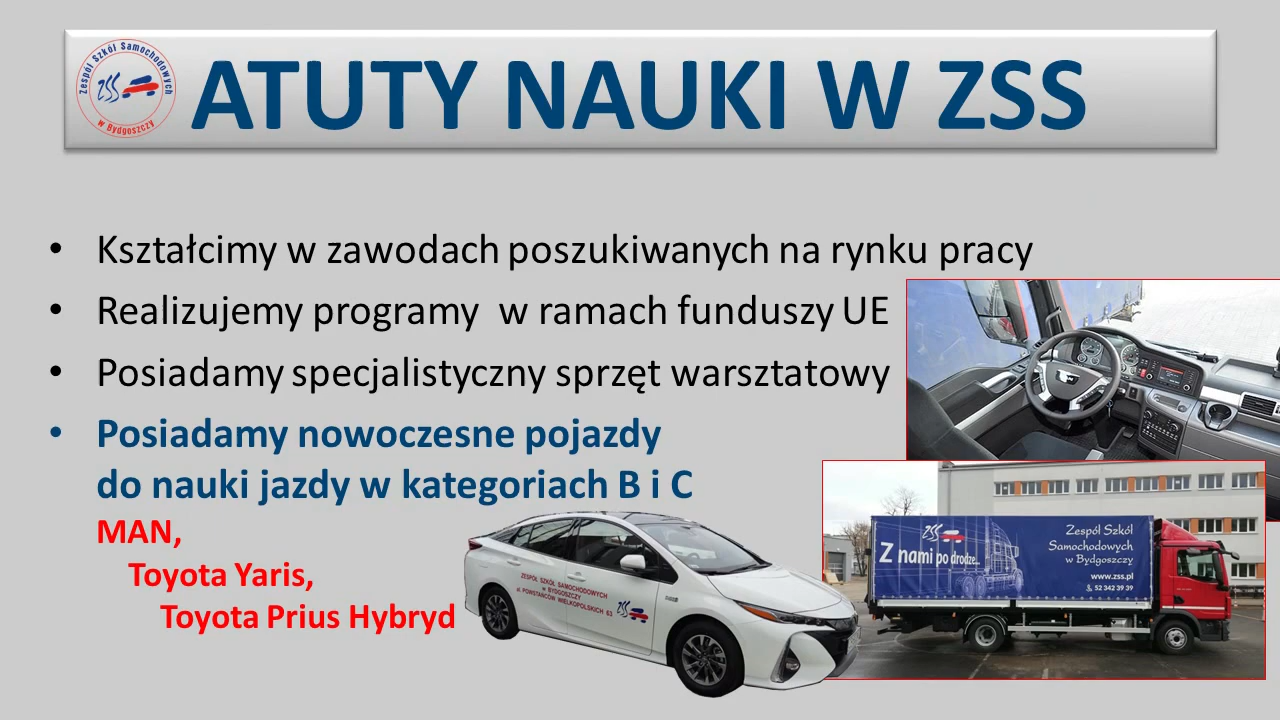 Zespół Szkół Samochodowych
ZSS
w Bydgoszczy
ATUTY NAUKI W ZSS
• Kształcimy w zawodach poszukiwanych na rynku pracy
• Realizujemy programy w ramach funduszy UE
• Posiadamy specjalistyczny sprzęt warsztatowy
• Posiadamy nowoczesne pojazdy
do nauki jazdy w kategoriach B i C
MAN,
Toyota Yaris,
Toyota Prius Hybryd
ZESPÓŁ SZKÓŁ SAMOCHODOWYCH
W BYDGOSZCZY
ul. POWSTAŃCÓW WIELKOPOLSKICH 63
ZSS
ZSS
Z nami po drodze...
Zespół Szkół
Samochodowych
w Bydgoszczy
www.zss.pl
52 342 39 39